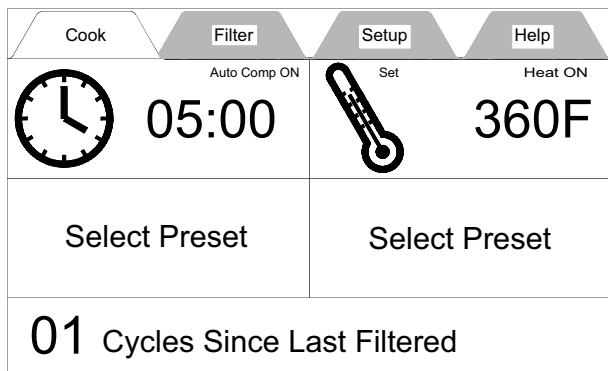 Cook Filter Setup Help
Auto Comp ON Set Heat ON
05:00 360F
Select Preset Select Preset
01 Cycles Since Last Filtered